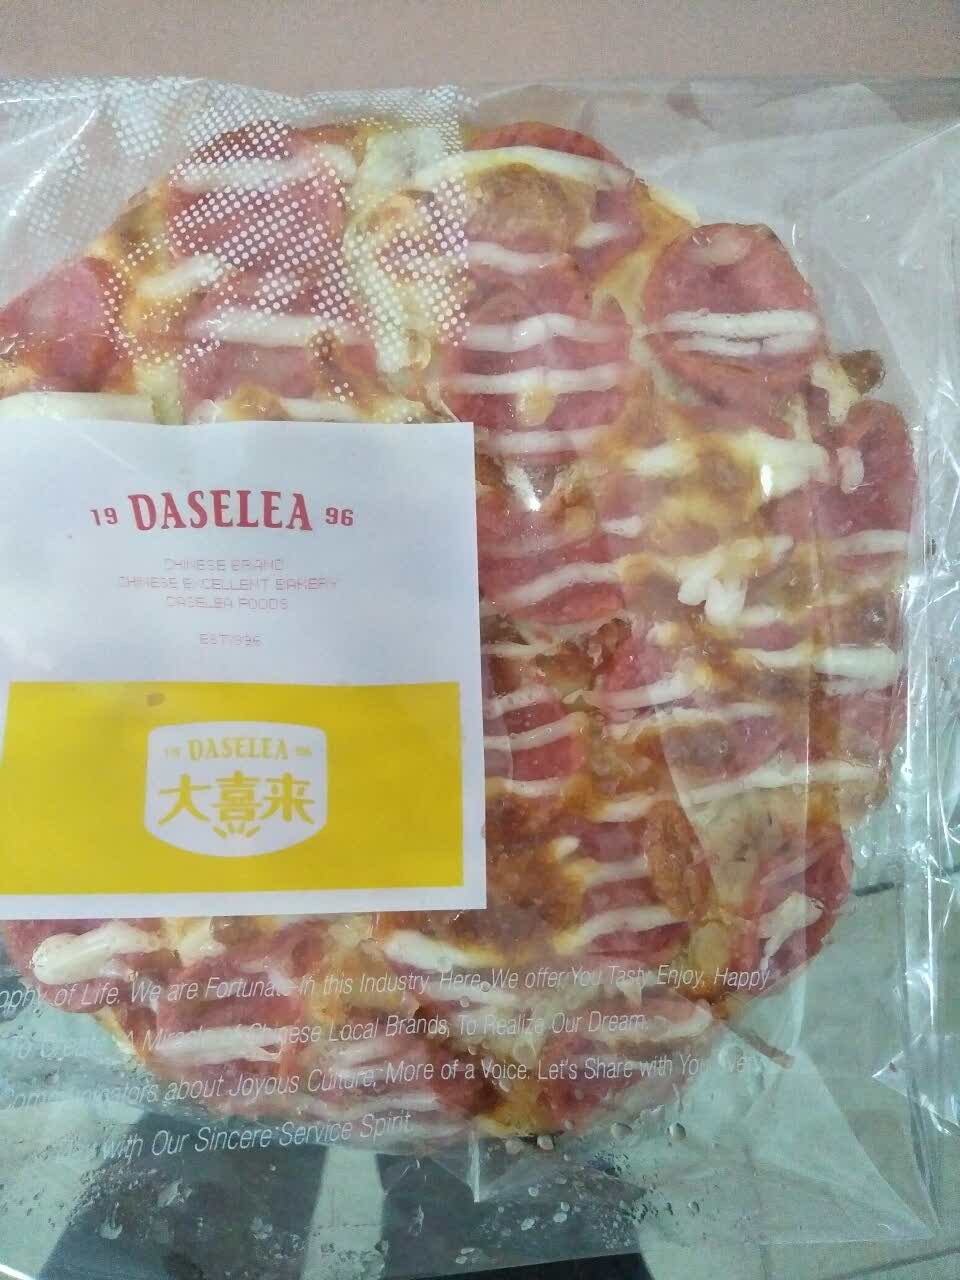 19 DASELEA 96
CHINESE BRAND
CHINESE EXCELLENT BAKERY
DASELEA FOODS
EST1996
19 DASELEA 96
大喜来
of Life. We are Fortunate in this Industry. Here, We offer You Tasty, Enjoy, Happy
A Miracle of Chinese Local Brands, To Realize Our Dream.
about Joyous Culture, More of a Voice. Let's Share with You
with Our Sincere Service Spirit.